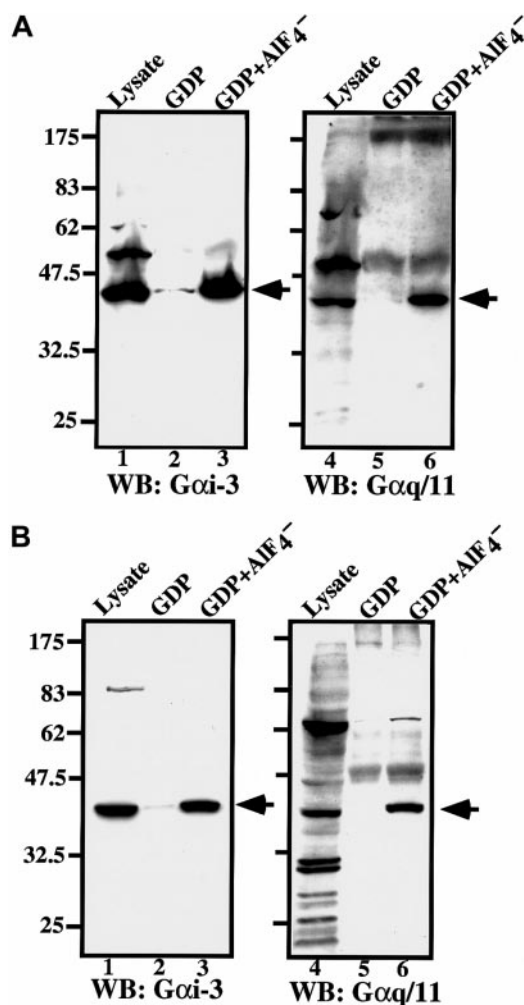 A
Lysate GDP GDP+AlF4⁻ Lysate GDP GDP+AlF4⁻
175
83
62
47.5
32.5
25
1 2 3 4 5 6
WB: Gαi-3 WB: Gαq/11
B
Lysate GDP GDP+AlF4⁻ Lysate GDP GDP+AlF4⁻
175
83
62
47.5
32.5
25
1 2 3 4 5 6
WB: Gαi-3 WB: Gαq/11